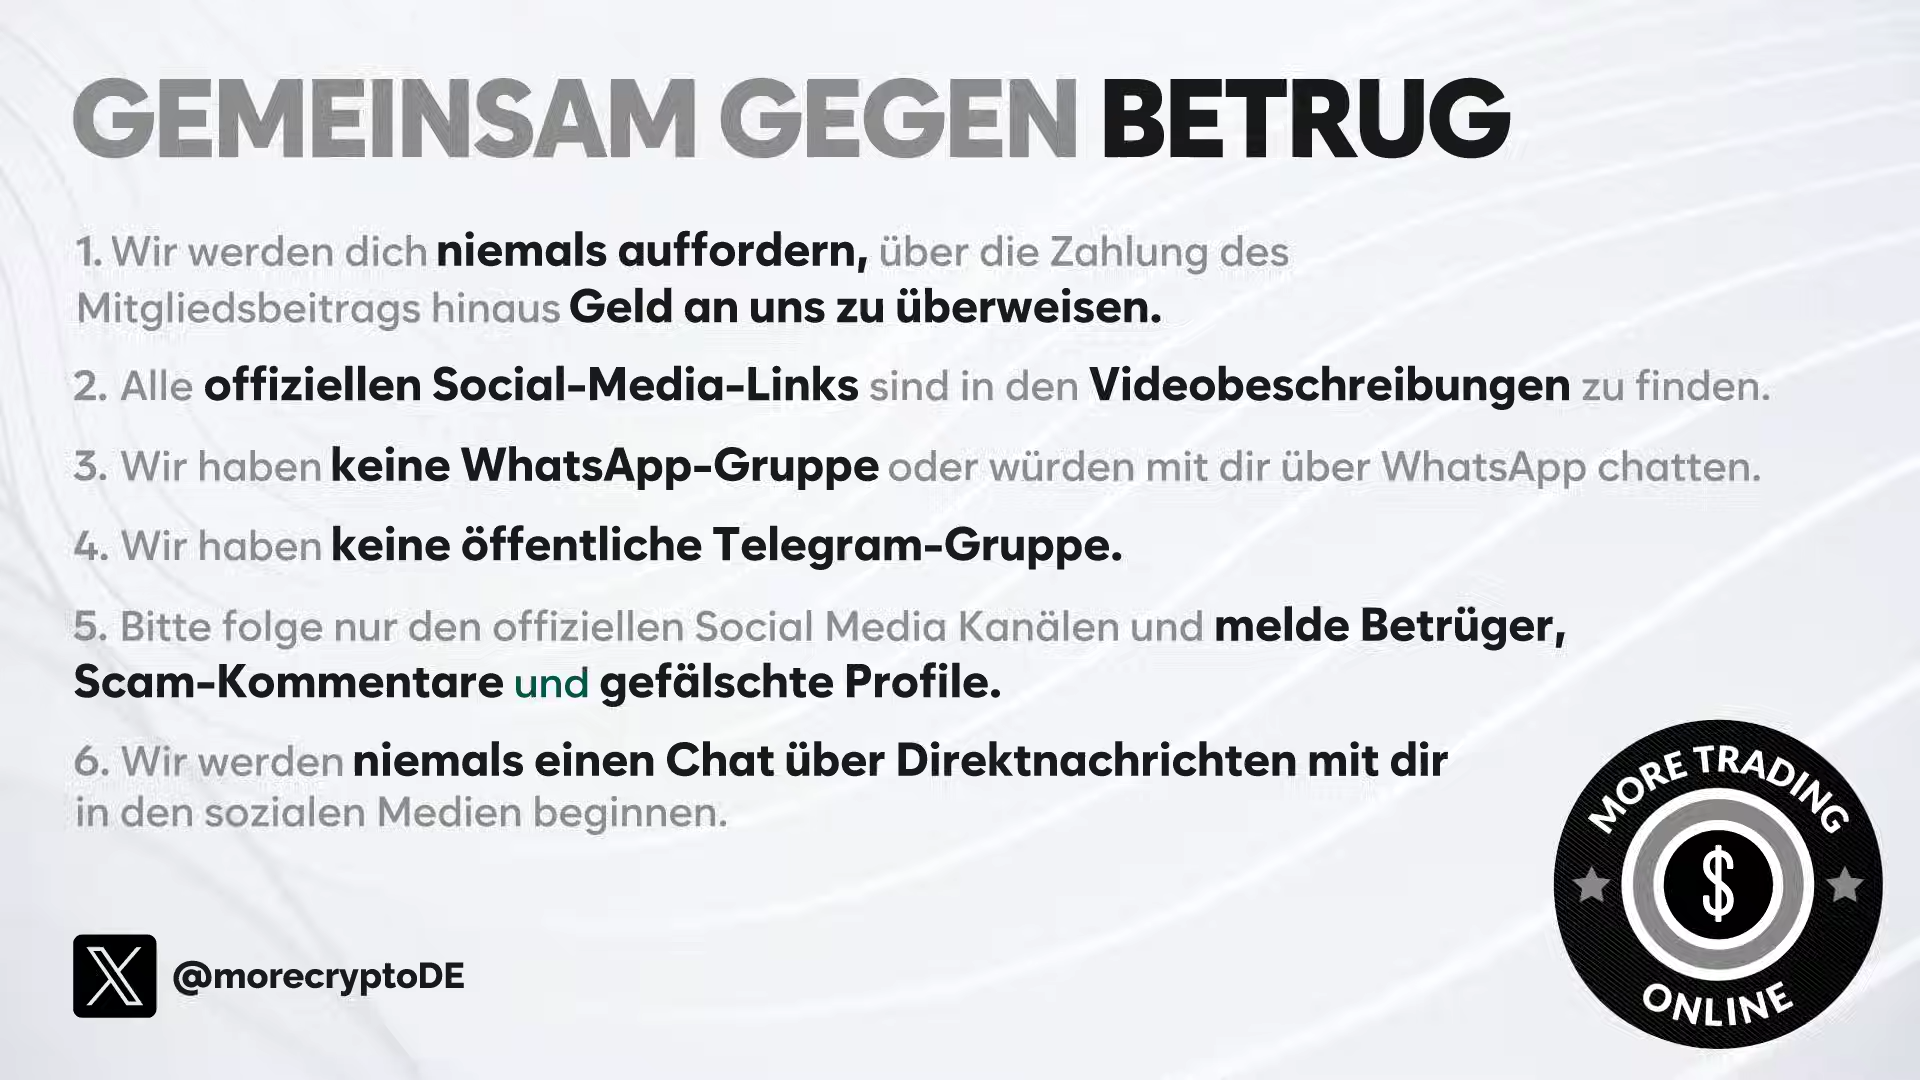 GEMEINSAM GEGEN BETRUG
1. Wir werden dich niemals auffordern, über die Zahlung des
Mitgliedsbeitrags hinaus Geld an uns zu überweisen.
2. Alle offiziellen Social-Media-Links sind in den Videobeschreibungen zu finden.
3. Wir haben keine WhatsApp-Gruppe oder würden mit dir über WhatsApp chatten.
4. Wir haben keine öffentliche Telegram-Gruppe.
5. Bitte folge nur den offiziellen Social Media Kanälen und melde Betrüger,
Scam-Kommentare und gefälschte Profile.
6. Wir werden niemals einen Chat über Direktnachrichten mit dir
in den sozialen Medien beginnen.
MORE TRADING
$
ONLINE
@morecryptoDE